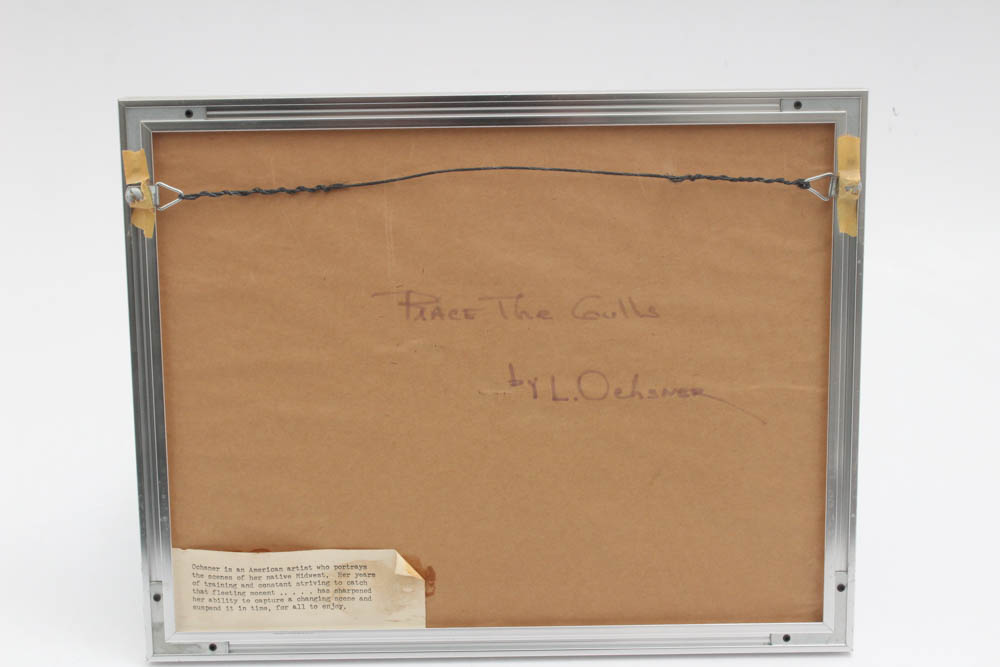 The Gulls
by L. Ochsner
Ochsner is an American artist who portrays
the scenes of her native Midwest. Her years
of training and constant striving to catch
that fleeting moment . . . . . has sharpened
her ability to capture a changing scene and
suspend it in time, for all to enjoy.